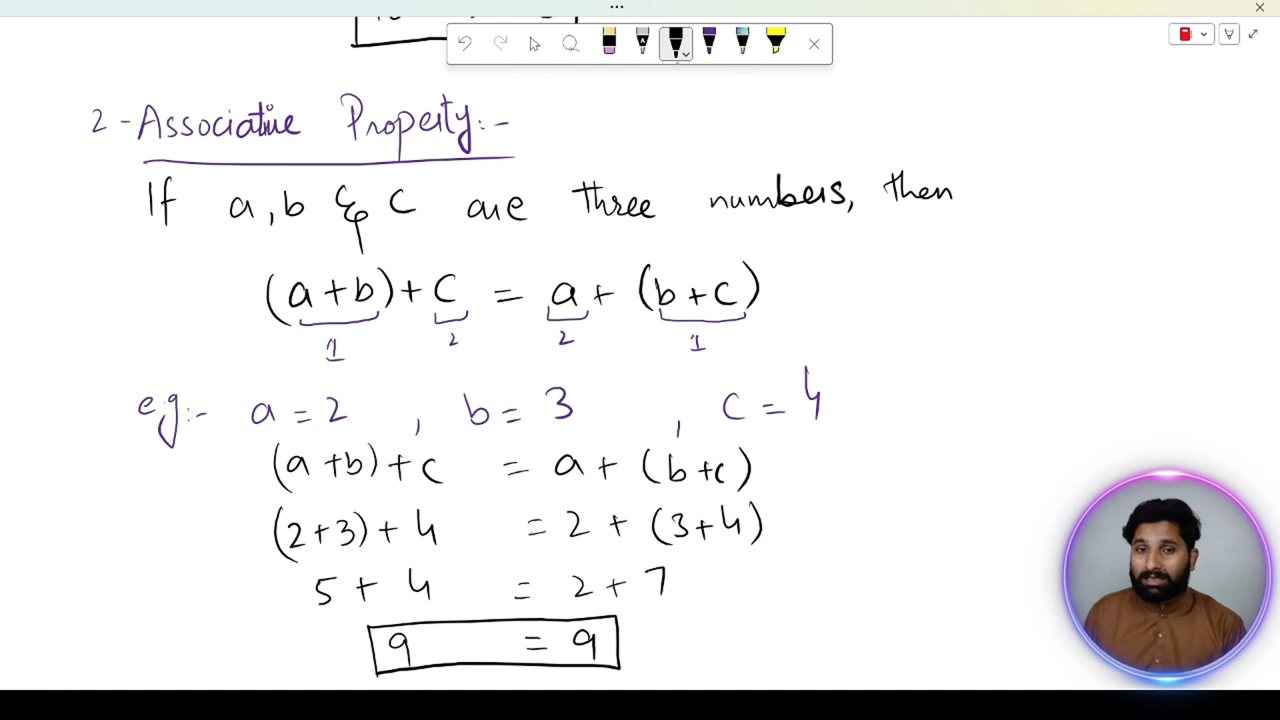 2 - Associative Property:-
If a, b & c are three numbers, then
(a+b)+c = a+(b+c)
1 2 2 1
e.g:- a=2 , b=3 , c=4
(a+b)+c = a+(b+c)
(2+3)+4 = 2+(3+4)
5+4 = 2+7
9 = 9